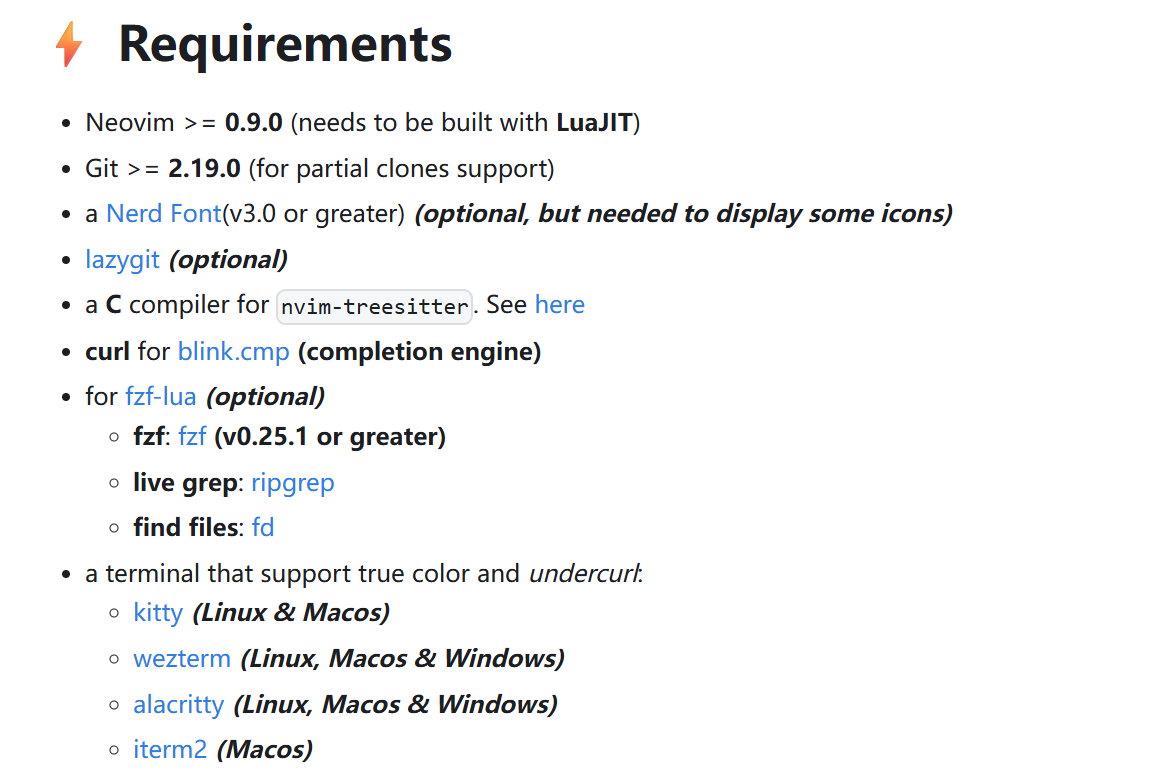 ⚡ Requirements
• Neovim >= 0.9.0 (needs to be built with LuaJIT)
• Git >= 2.19.0 (for partial clones support)
• a Nerd Font(v3.0 or greater) (optional, but needed to display some icons)
• lazygit (optional)
• a C compiler for nvim-treesitter. See here
• curl for blink.cmp (completion engine)
• for fzf-lua (optional)
◦ fzf: fzf (v0.25.1 or greater)
◦ live grep: ripgrep
◦ find files: fd
• a terminal that support true color and undercurl:
◦ kitty (Linux & Macos)
◦ wezterm (Linux, Macos & Windows)
◦ alacritty (Linux, Macos & Windows)
◦ iterm2 (Macos)